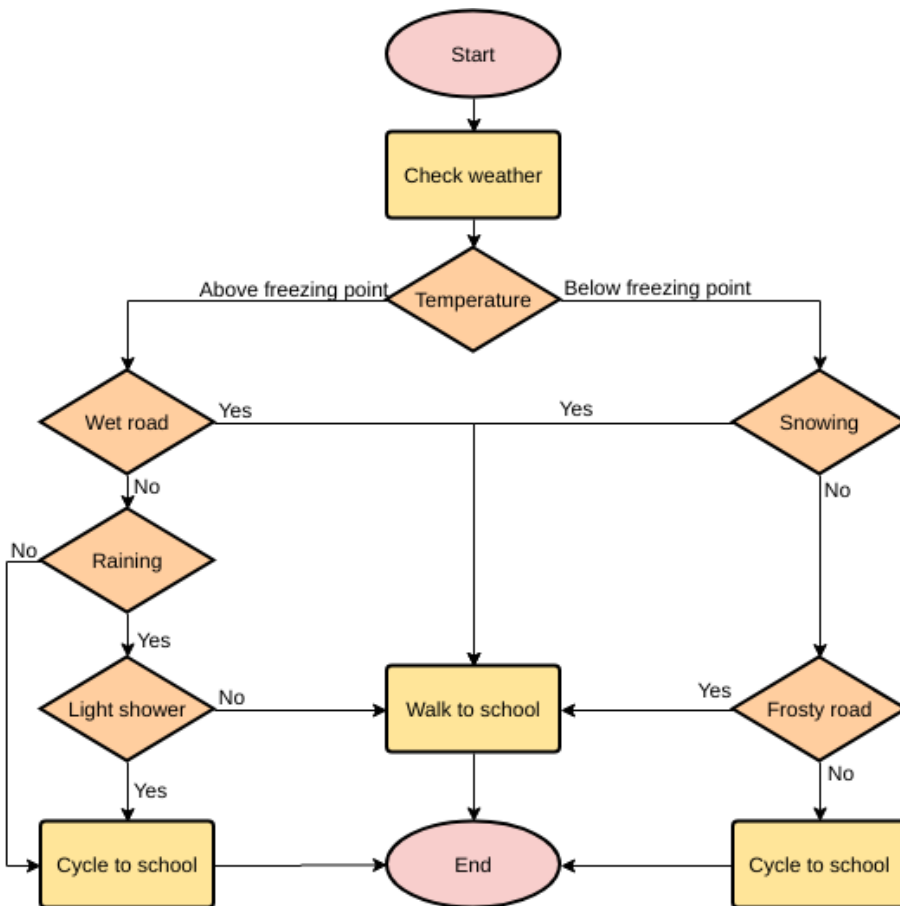 Start
Check weather
Above freezing point
Temperature
Below freezing point
Wet road
Yes
Yes
Snowing
No
No
No
Raining
Yes
Light shower
No
Walk to school
Yes
Frosty road
Yes
No
Cycle to school
End
Cycle to school